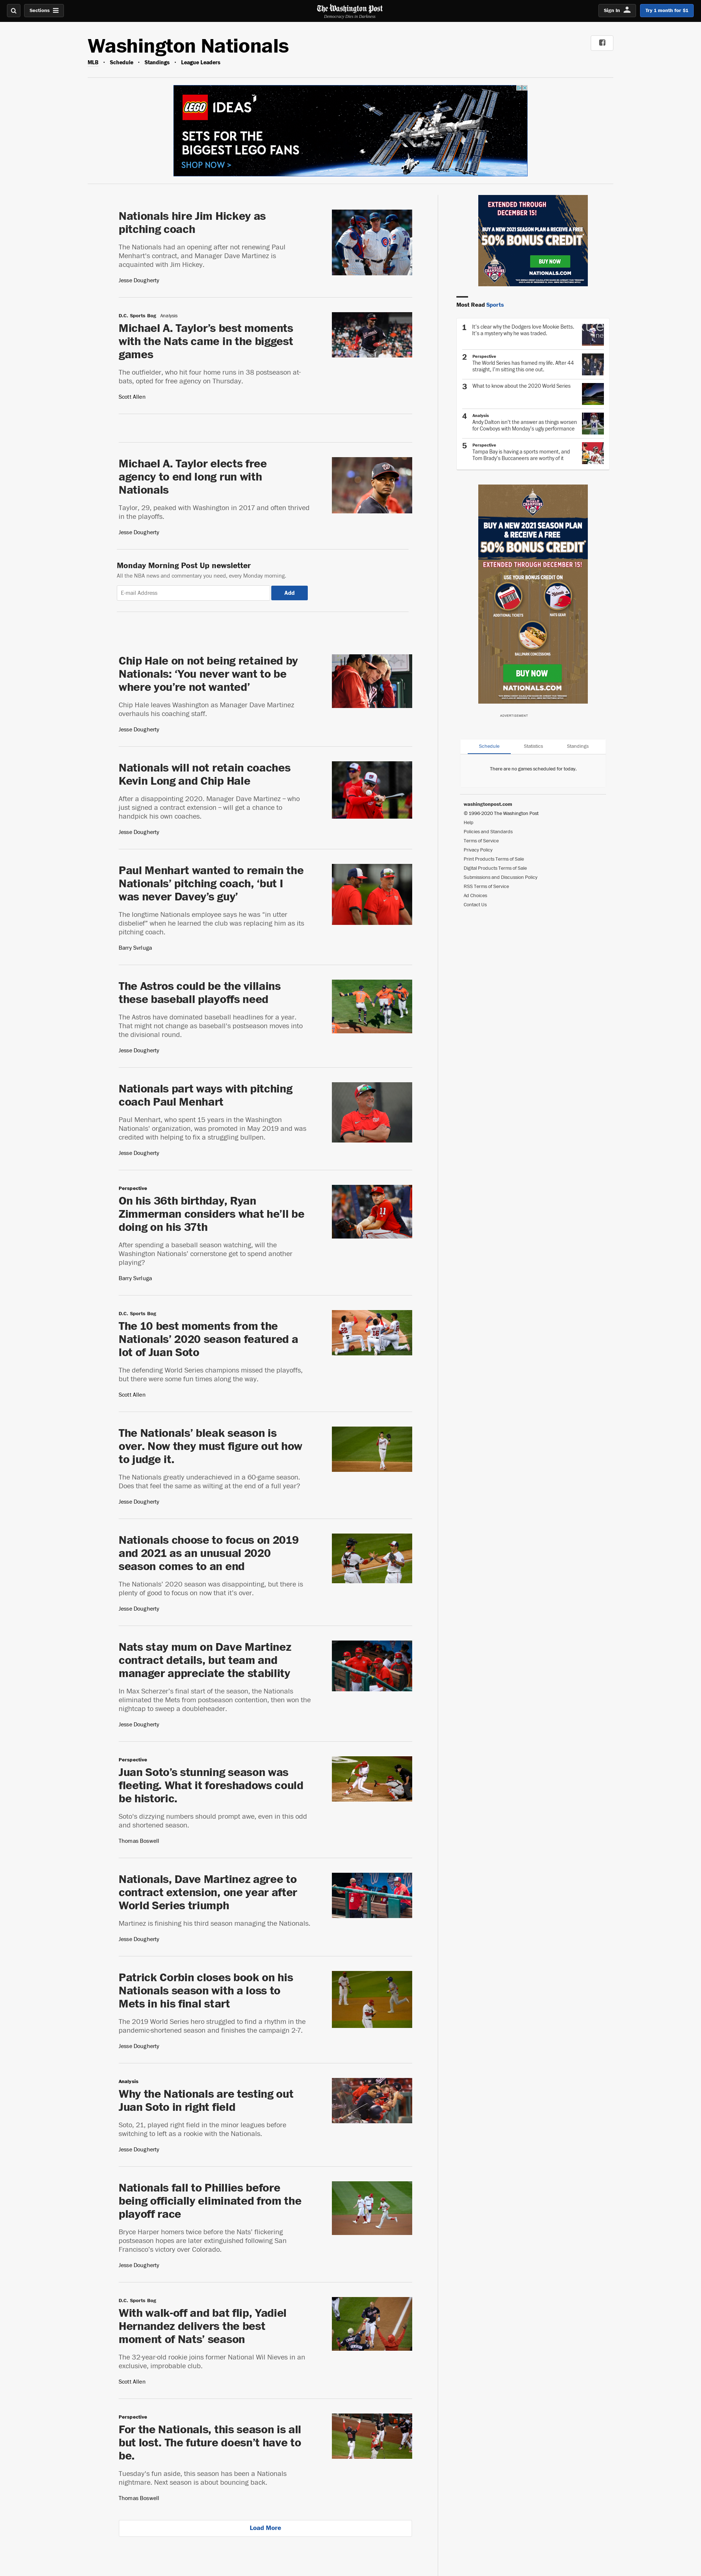 Sections
The Washington Post
Democracy Dies in Darkness
Sign In
Try 1 month for $1
Washington Nationals
MLB • Schedule • Standings • League Leaders
LEGO IDEAS
SETS FOR THE
BIGGEST LEGO FANS
SHOP NOW >
Nationals hire Jim Hickey as
pitching coach
The Nationals had an opening after not renewing Paul
Menhart's contract, and Manager Dave Martinez is
acquainted with Jim Hickey.
Jesse Dougherty
D.C. Sports Bog Analysis
Michael A. Taylor's best moments
with the Nats came in the biggest
games
The outfielder, who hit four home runs in 38 postseason at-
bats, opted for free agency on Thursday.
Scott Allen
Michael A. Taylor elects free
agency to end long run with
Nationals
Taylor, 29, peaked with Washington in 2017 and often thrived
in the playoffs.
Jesse Dougherty
Monday Morning Post Up newsletter
All the NBA news and commentary you need, every Monday morning.
E-mail Address
Add
Chip Hale on not being retained by
Nationals: ‘You never want to be
where you’re not wanted’
Chip Hale leaves Washington as Manager Dave Martinez
overhauls his coaching staff.
Jesse Dougherty
Nationals will not retain coaches
Kevin Long and Chip Hale
After a disappointing 2020, Manager Dave Martinez — who
just signed a contract extension — will get a chance to
handpick his own coaches.
Jesse Dougherty
Paul Menhart wanted to remain the
Nationals’ pitching coach, ‘but I
was never Davey’s guy’
The longtime Nationals employee says he was "in utter
disbelief" when he learned the club was replacing him as its
pitching coach.
Barry Svrluga
The Astros could be the villains
these baseball playoffs need
The Astros have dominated baseball headlines for a year.
That might not change as baseball's postseason moves into
the divisional round.
Jesse Dougherty
Nationals part ways with pitching
coach Paul Menhart
Paul Menhart, who spent 15 years in the Washington
Nationals' organization, was promoted in May 2019 and was
credited with helping to fix a struggling bullpen.
Jesse Dougherty
Perspective
On his 36th birthday, Ryan
Zimmerman considers what he’ll be
doing on his 37th
After spending a baseball season watching, will the
Washington Nationals’ cornerstone get to spend another
playing?
Barry Svrluga
D.C. Sports Bog
The 10 best moments from the
Nationals’ 2020 season featured a
lot of Juan Soto
The defending World Series champions missed the playoffs,
but there were some fun times along the way.
Scott Allen
The Nationals’ bleak season is
over. Now they must figure out how
to judge it.
The Nationals greatly underachieved in a 60-game season.
Does that feel the same as wilting at the end of a full year?
Jesse Dougherty
Nationals choose to focus on 2019
and 2021 as an unusual 2020
season comes to an end
The Nationals' 2020 season was disappointing, but there is
plenty of good to focus on now that it's over.
Jesse Dougherty
Nats stay mum on Dave Martinez
contract details, but team and
manager appreciate the stability
In Max Scherzer's final start of the season, the Nationals
eliminated the Mets from postseason contention, then won the
nightcap to sweep a doubleheader.
Jesse Dougherty
Perspective
Juan Soto’s stunning season was
fleeting. What it foreshadows could
be historic.
Soto's dizzying numbers should prompt awe, even in this odd
and shortened season.
Thomas Boswell
Nationals, Dave Martinez agree to
contract extension, one year after
World Series triumph
Martinez is finishing his third season managing the Nationals.
Jesse Dougherty
Patrick Corbin closes book on his
Nationals season with a loss to
Mets in his final start
The 2019 World Series hero struggled to find a rhythm in the
pandemic-shortened season and finishes the campaign 2-7.
Jesse Dougherty
Analysis
Why the Nationals are testing out
Juan Soto in right field
Soto, 21, played right field in the minor leagues before
switching to left as a rookie with the Nationals.
Jesse Dougherty
Nationals fall to Phillies before
being officially eliminated from the
playoff race
Bryce Harper homers twice before the Nats' flickering
postseason hopes are later extinguished following San
Francisco's victory over Colorado.
Jesse Dougherty
D.C. Sports Bog
With walk-off and bat flip, Yadiel
Hernandez delivers the best
moment of Nats’ season
The 32-year-old rookie joins former National Wil Nieves in an
exclusive, improbable club.
Scott Allen
Perspective
For the Nationals, this season is all
but lost. The future doesn’t have to
be.
Tuesday's fun aside, this season has been a Nationals
nightmare. Next season is about bouncing back.
Thomas Boswell
Load More
EXTENDED THROUGH
DECEMBER 15!
BUY A NEW 2021 SEASON PLAN & RECEIVE A FREE
50% BONUS CREDIT*
BUY NOW
NATIONALS.COM
Most Read Sports
1 It's clear why the Dodgers love Mookie Betts.
It's a mystery why he was traded.
2 Perspective
The World Series has framed my life. After 44
straight, I'm sitting this one out.
3 What to know about the 2020 World Series
4 Analysis
Andy Dalton isn't the answer as things worsen
for Cowboys with Monday's ugly performance
5 Perspective
Tampa Bay is having a sports moment, and
Tom Brady's Buccaneers are worthy of it
BUY A NEW 2021 SEASON PLAN
& RECEIVE A FREE
50% BONUS CREDIT*
EXTENDED THROUGH DECEMBER 15!
USE YOUR BONUS CREDIT ON
ADDITIONAL TICKETS
NATS GEAR
BALLPARK CONCESSIONS
BUY NOW
NATIONALS.COM
ADVERTISEMENT
Schedule Statistics Standings
There are no games scheduled for today.
washingtonpost.com
© 1996-2020 The Washington Post
Help
Policies and Standards
Terms of Service
Privacy Policy
Print Products Terms of Sale
Digital Products Terms of Sale
Submissions and Discussion Policy
RSS Terms of Service
Ad Choices
Contact Us